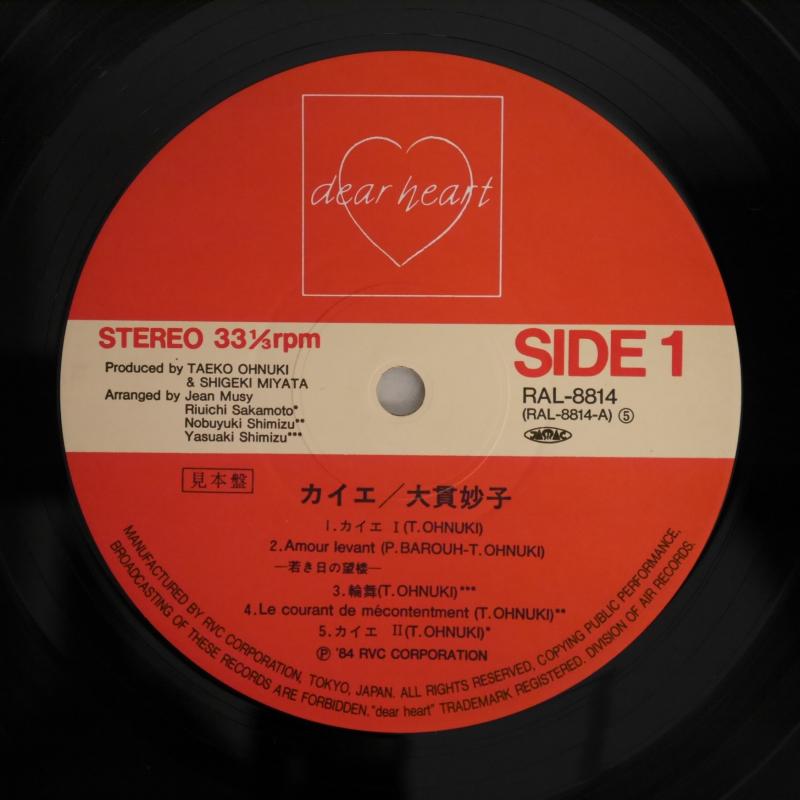 dear heart
STEREO 33⅓rpm
SIDE 1
Produced by TAEKO OHNUKI
& SHIGEKI MIYATA
Arranged by Jean Musy
Riuichi Sakamoto*
Nobuyuki Shimizu**
Yasuaki Shimizu***
RAL-8814
(RAL-8814-A) ⑤
JASRAC
見本盤
カイエ/大貫妙子
1.カイエ I (T.OHNUKI)
2.Amour levant (P.BAROUH-T.OHNUKI)
—若き日の望楼—
3.輪舞(T.OHNUKI)***
4.Le courant de mécontentment (T.OHNUKI)**
5.カイエ II(T.OHNUKI)*
Ⓟ '84 RVC CORPORATION
MANUFACTURED BY RVC CORPORATION, TOKYO, JAPAN. ALL RIGHTS RESERVED, COPYING PUBLIC PERFORMANCE,
BROADCASTING OF THESE RECORDS ARE FORBIDDEN. "dear heart" TRADEMARK REGISTERED. DIVISION OF AIR RECORDS.